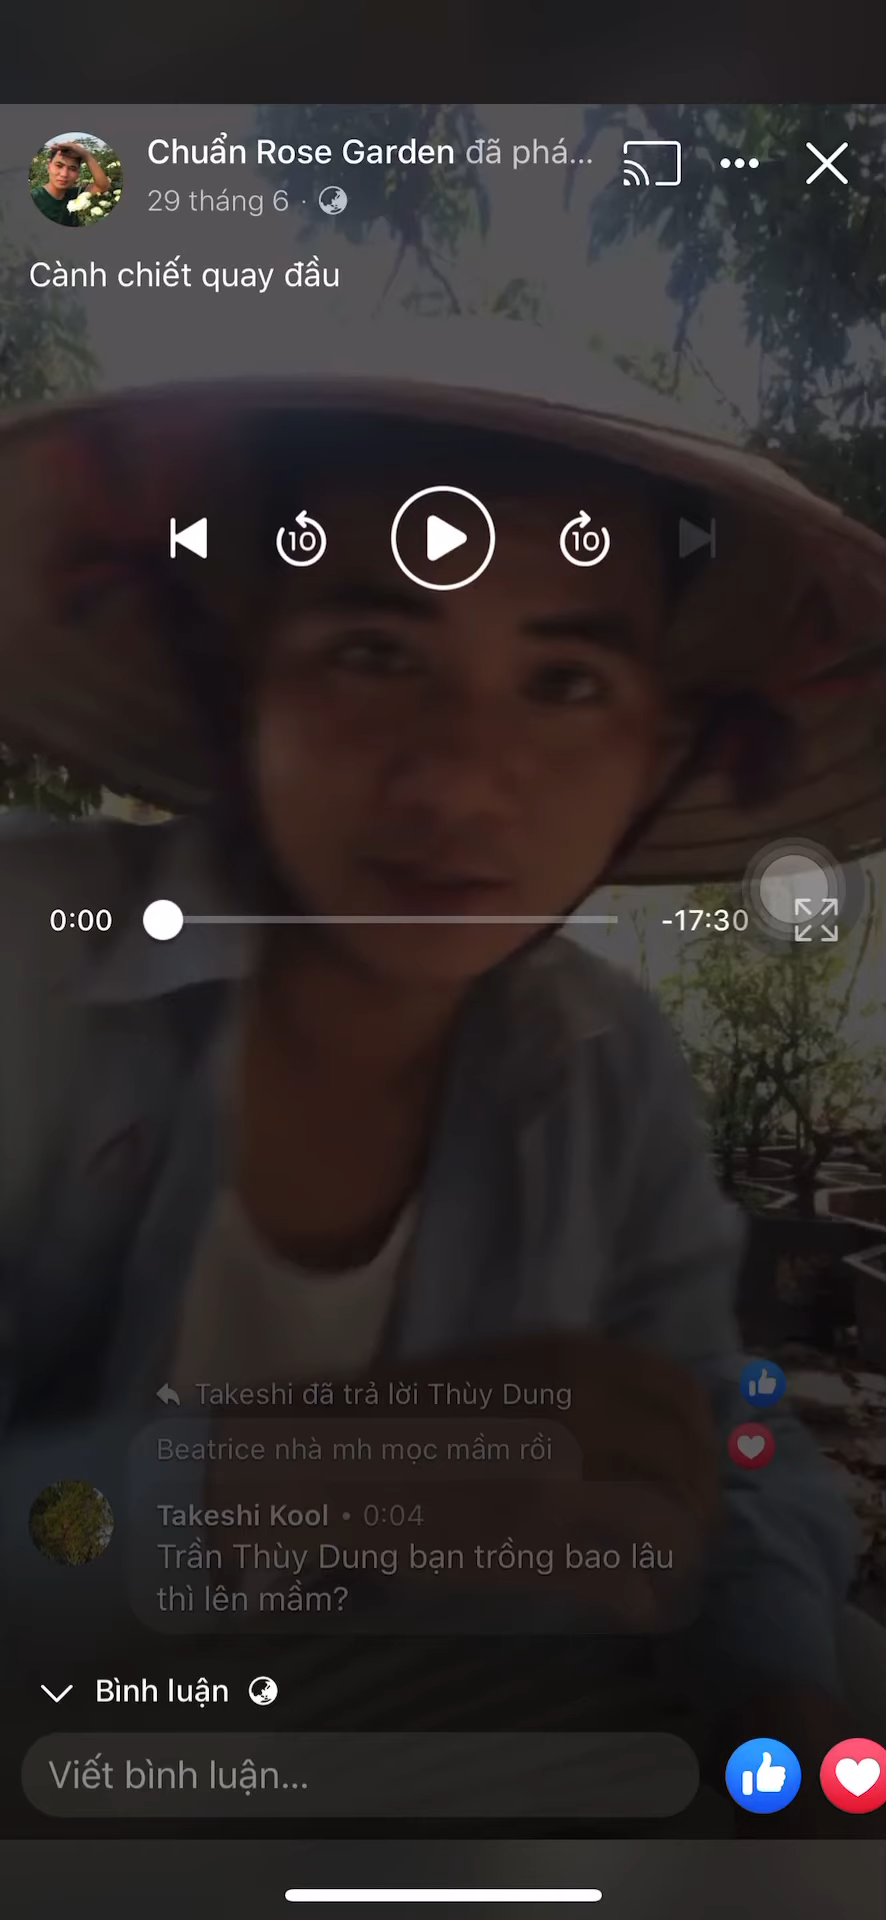 Chuẩn Rose Garden đã phá...
29 tháng 6 ·
Cành chiết quay đầu
10
10
0:00
-17:30
Takeshi đã trả lời Thùy Dung
Beatrice nhà mh mọc mầm rồi
Takeshi Kool • 0:04
Trần Thùy Dung bạn trồng bao lâu
thì lên mầm?
Bình luận
Viết bình luận...